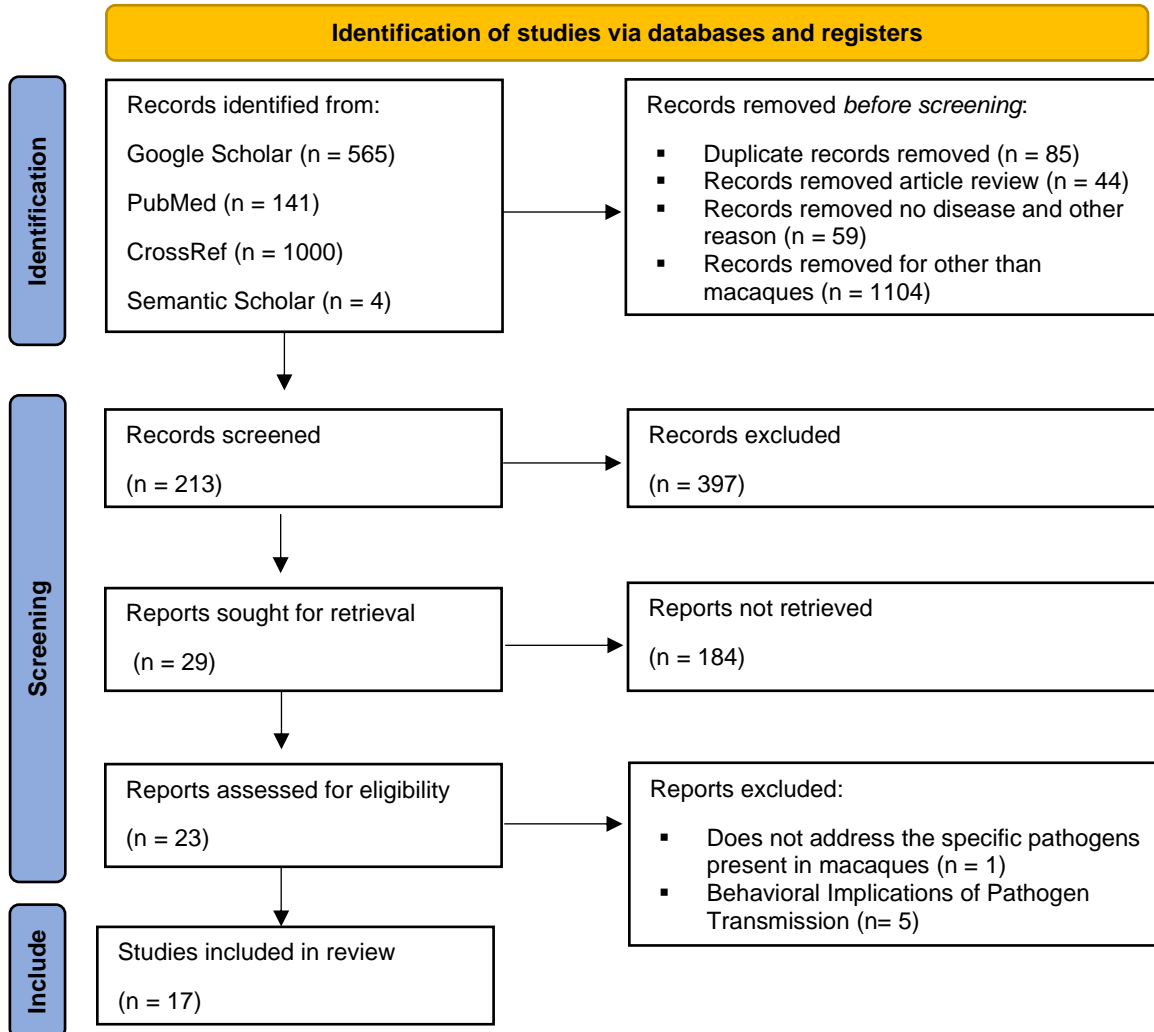 Identification of studies via databases and registers
Identification
Records identified from:
Google Scholar (n = 565)
PubMed (n = 141)
CrossRef (n = 1000)
Semantic Scholar (n = 4)
Records removed before screening:
▪ Duplicate records removed (n = 85)
▪ Records removed article review (n = 44)
▪ Records removed no disease and other
reason (n = 59)
▪ Records removed for other than
macaques (n = 1104)
Screening
Records screened
(n = 213)
Records excluded
(n = 397)
Reports sought for retrieval
(n = 29)
Reports not retrieved
(n = 184)
Reports assessed for eligibility
(n = 23)
Reports excluded:
▪ Does not address the specific pathogens
present in macaques (n = 1)
▪ Behavioral Implications of Pathogen
Transmission (n= 5)
Include
Studies included in review
(n = 17)